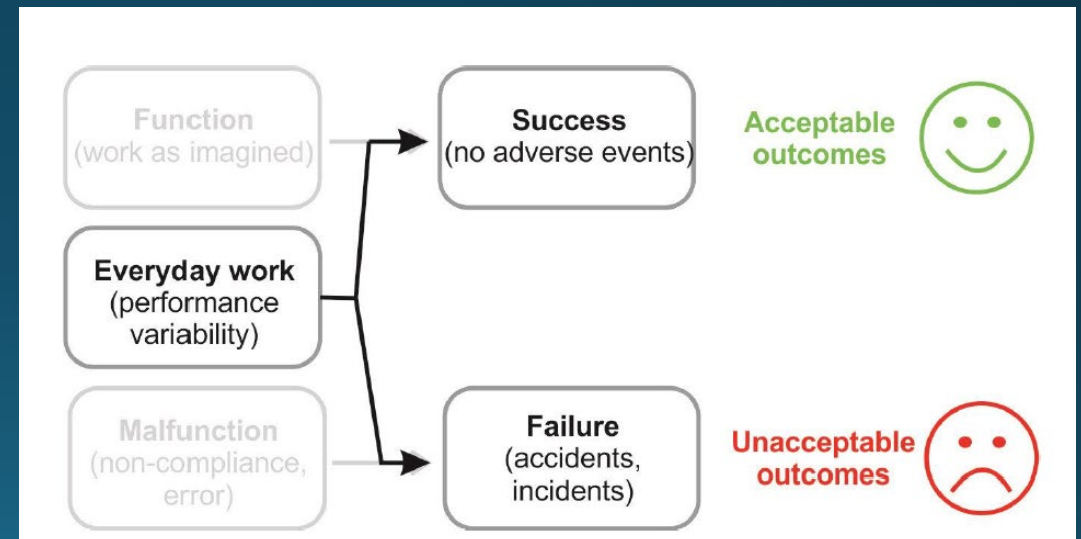 Function
(work as imagined)
Success
(no adverse events)
Acceptable
outcomes
Everyday work
(performance
variability)
Malfunction
(non-compliance,
error)
Failure
(accidents,
incidents)
Unacceptable
outcomes